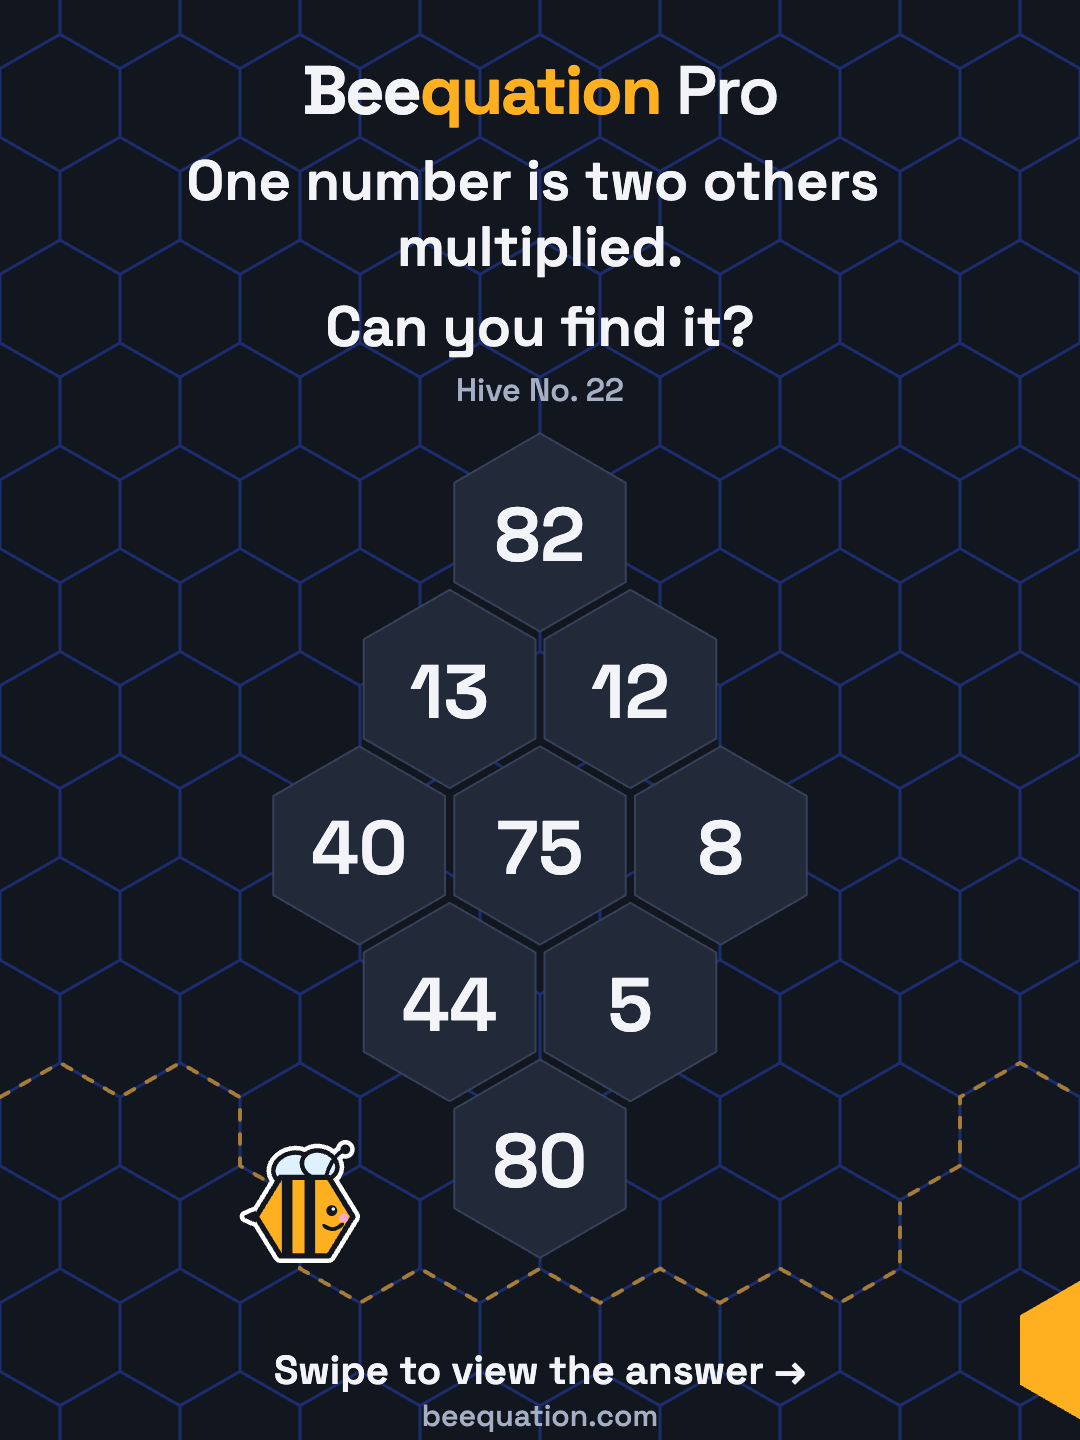 Beequation Pro
One number is two others
multiplied.
Can you find it?
Hive No. 22
82
13 12
40 75 8
44 5
80
Swipe to view the answer →
beequation.com